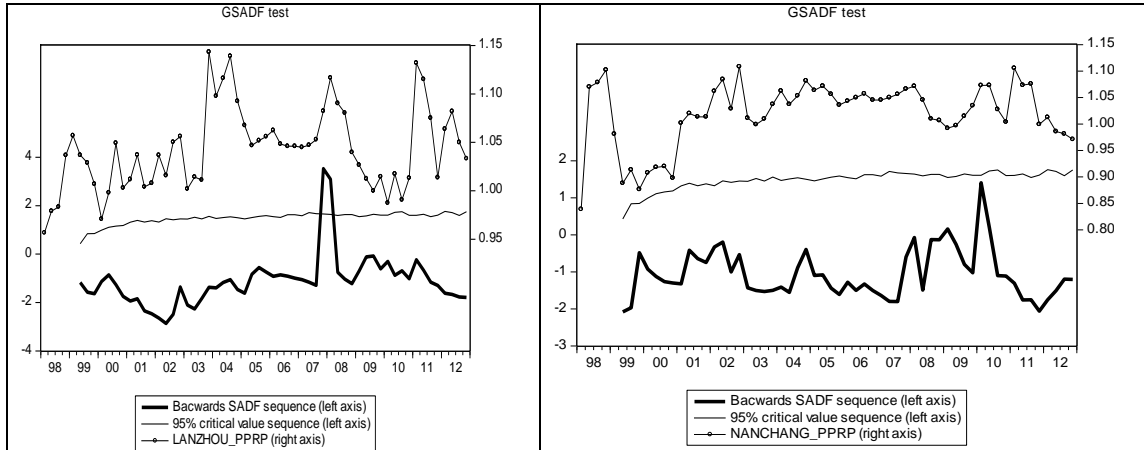 GSADF test
1.15
1.10
1.05
1.00
0.95
4
2
0
-2
-4
98 99 00 01 02 03 04 05 06 07 08 09 10 11 12
Bacwards SADF sequence (left axis)
95% critical value sequence (left axis)
LANZHOU_PPRP (right axis)
GSADF test
1.15
1.10
1.05
1.00
0.95
0.90
0.85
0.80
2
1
0
-1
-2
-3
98 99 00 01 02 03 04 05 06 07 08 09 10 11 12
Bacwards SADF sequence (left axis)
95% critical value sequence (left axis)
NANCHANG_PPRP (right axis)